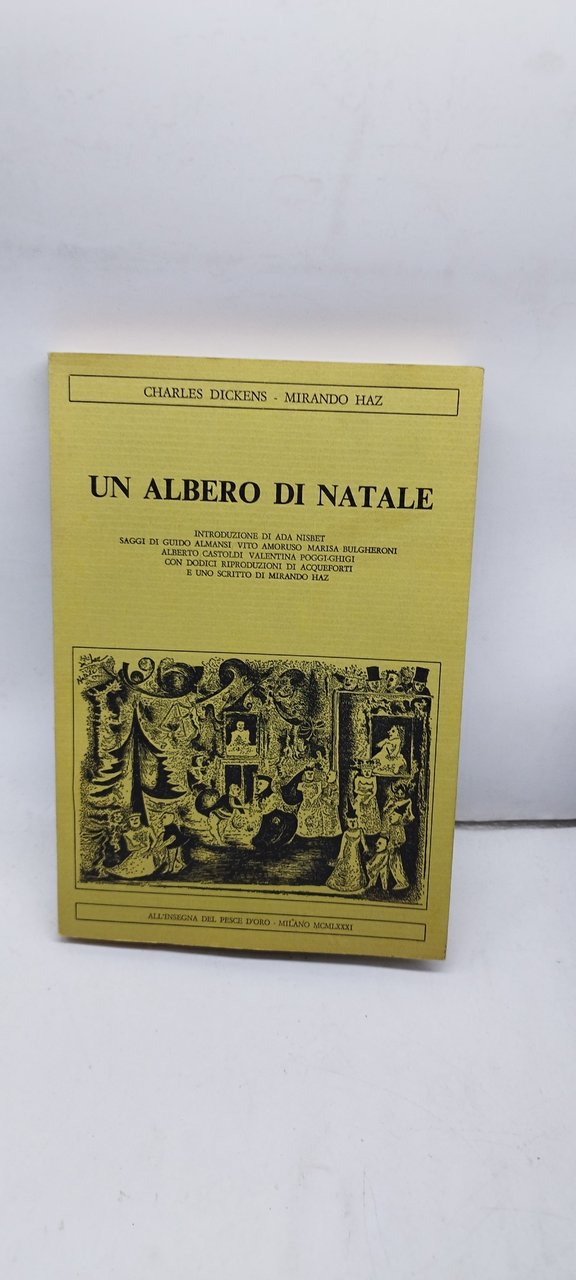 CHARLES DICKENS - MIRANDO HAZ
UN ALBERO DI NATALE
INTRODUZIONE DI ADA NISBET
SAGGI DI GUIDO ALMANSI VITO AMORUSO MARISA BULGHERONI
ALBERTO CASTOLDI VALENTINA POGGI-GHIGI
CON DODICI RIPRODUZIONI DI ACQUEFORTI
E UNO SCRITTO DI MIRANDO HAZ
ALL'INSEGNA DEL PESCE D'ORO - MILANO MCMLXXXI